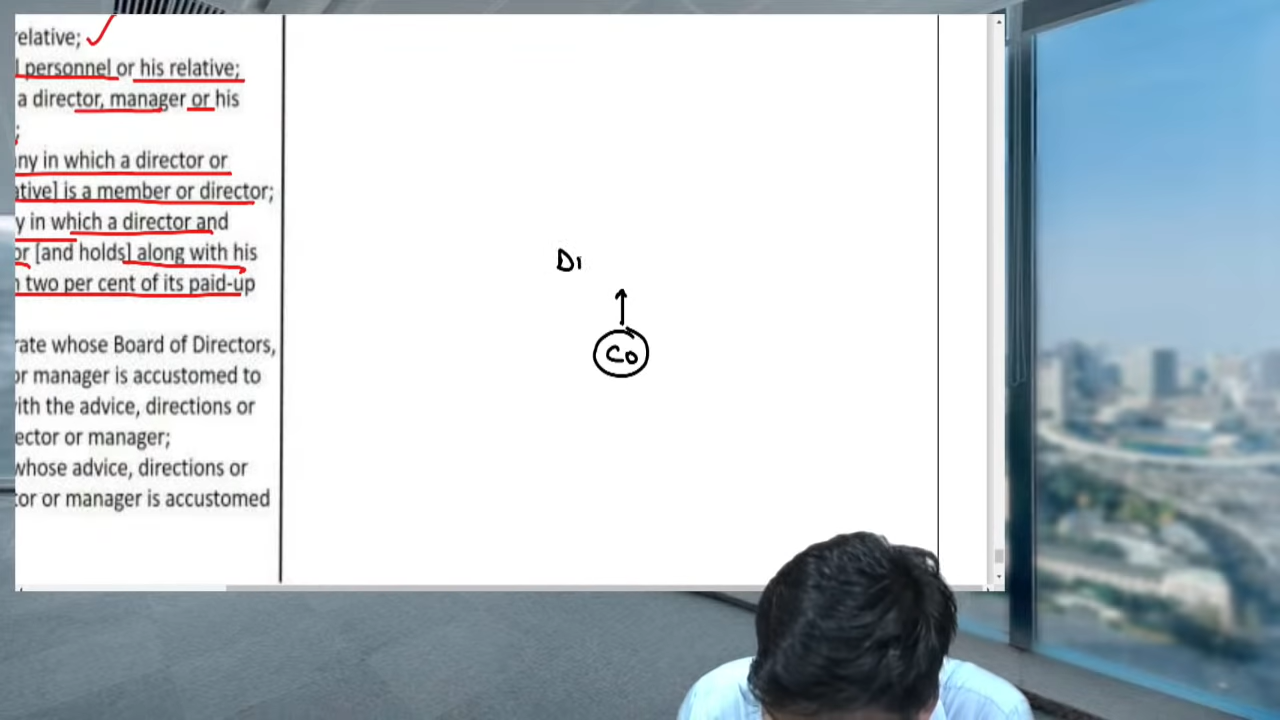 elative;
personnel or his relative;
a director, manager or his
;
ny in which a director or
ative] is a member or director;
y in which a director and
or [and holds] along with his
two per cent of its paid-up
rate whose Board of Directors,
or manager is accustomed to
ith the advice, directions or
ector or manager;
whose advice, directions or
tor or manager is accustomed
Di
Co